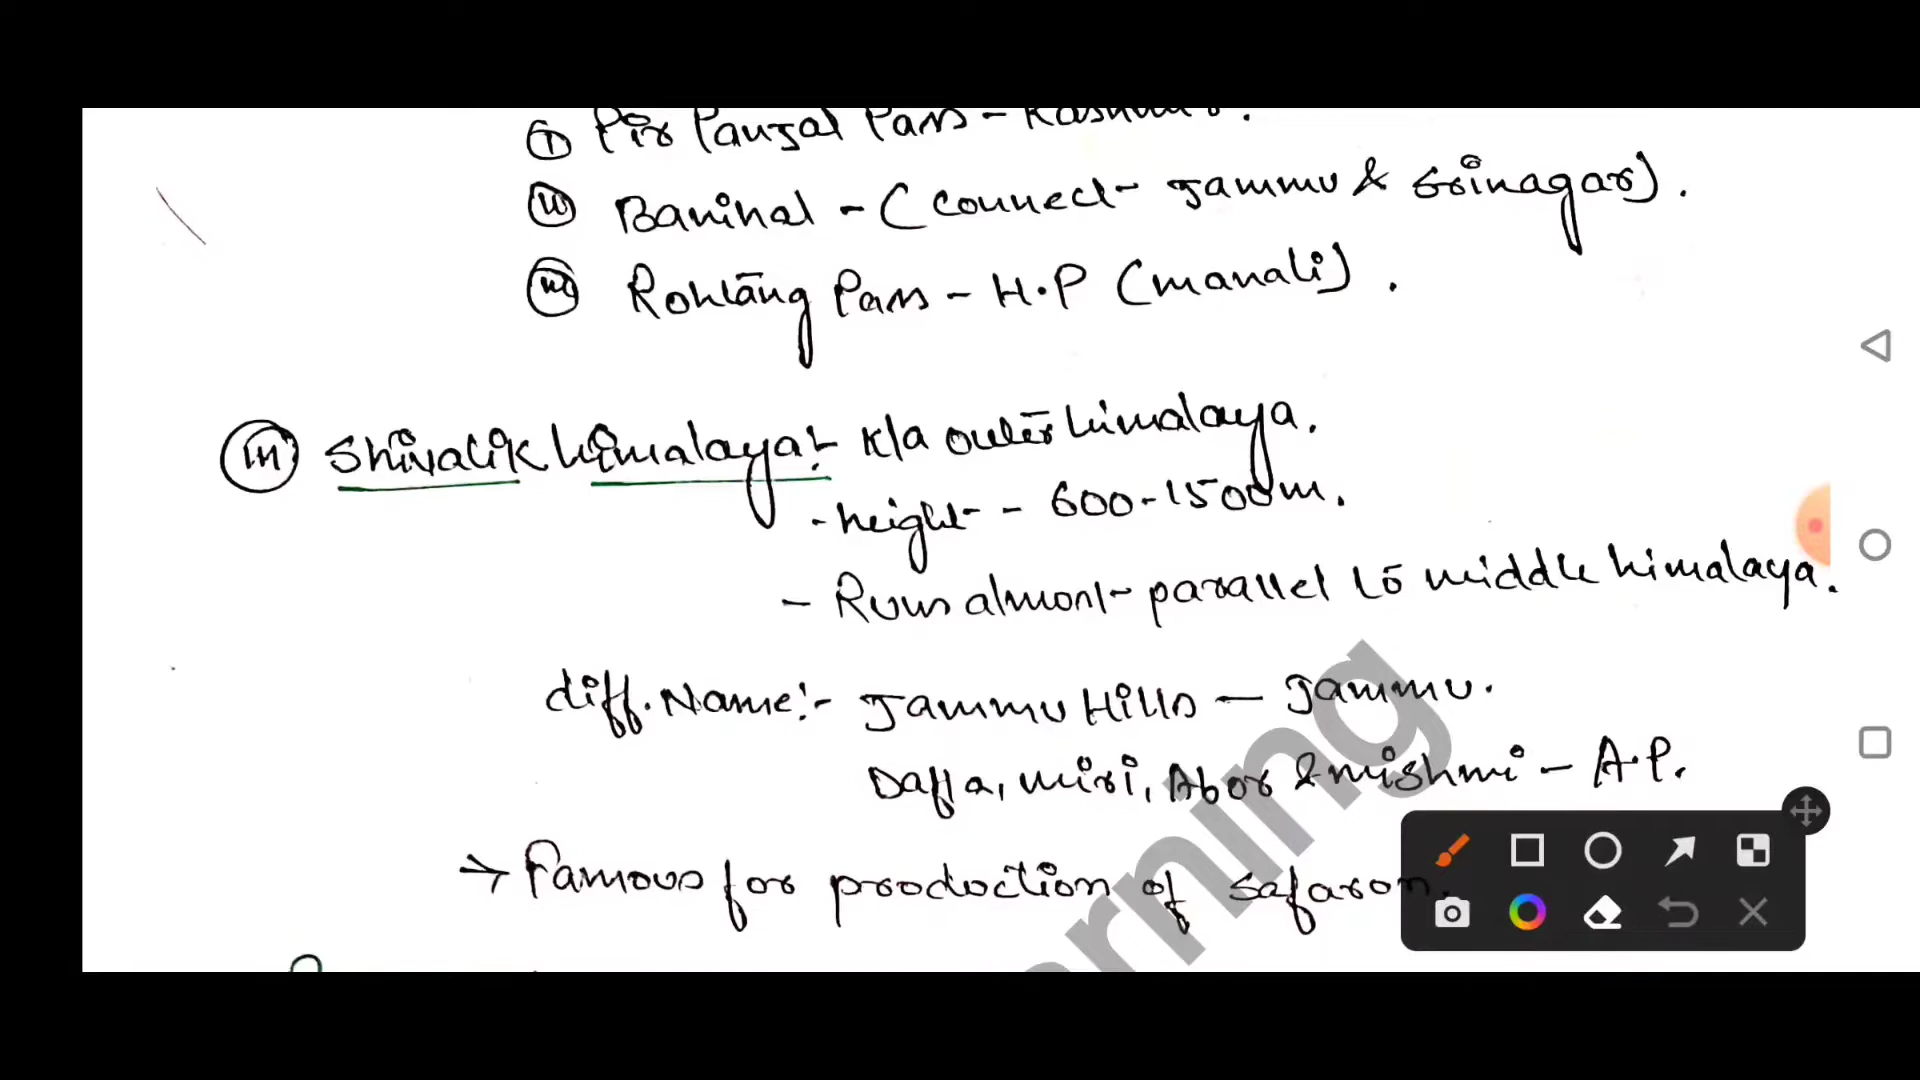 (i) Pir Panjal Pass - Kashmir.
(ii) Baninal - (connect - Jammu & Srinagar).
(iii) Rohtang Pass - H.P (manali).
(iii) Shivalik himalaya :- k/a outer himalaya.
- height - 600-1500m.
- Runs almost parallel to middle himalaya.
diff. Name :- Jammu Hills - Jammu.
Dafla, miri, Abor & mishmi - A.P.
→ Famous for production of safaron.
rning